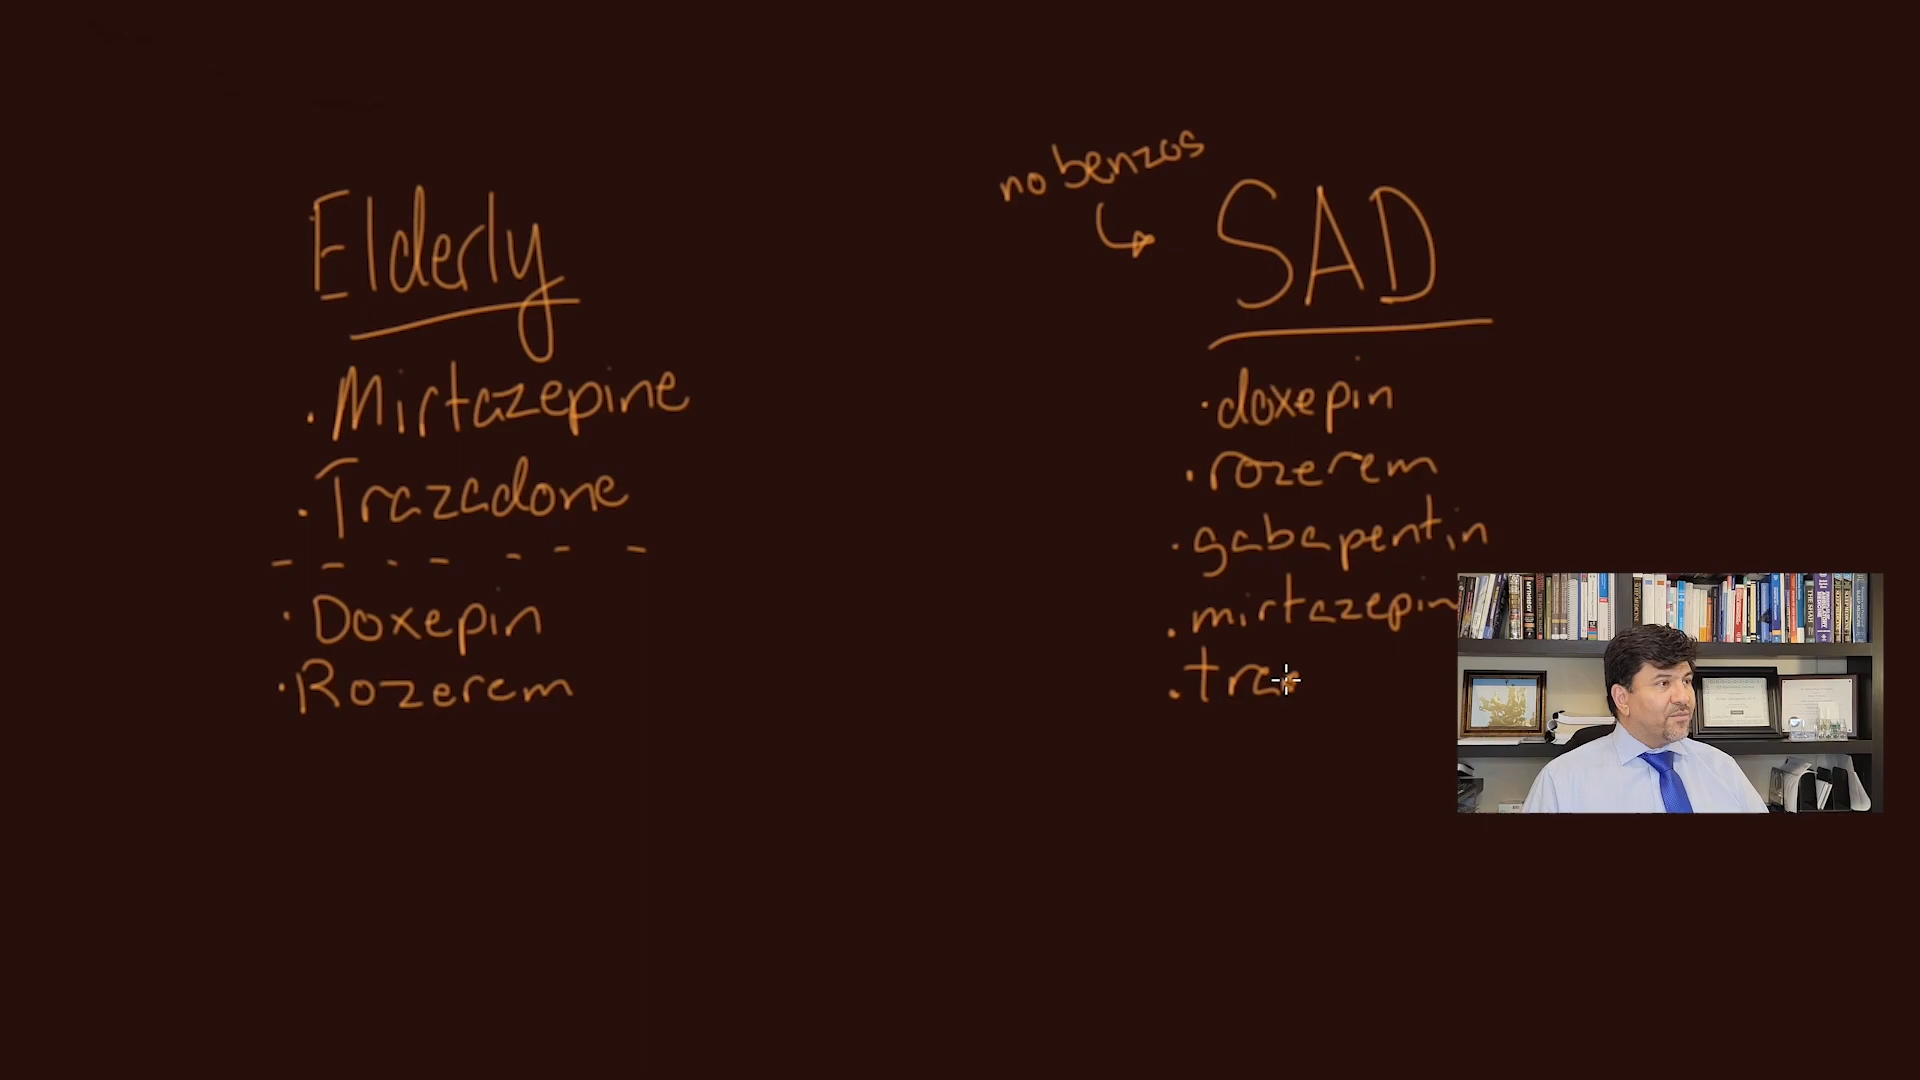 Elderly
• Mirtazepine
• Trazadone
• Doxepin
• Rozerem
no benzos
SAD
• doxepin
• rozerem
• gabapentin
• mirtazepin
• tra